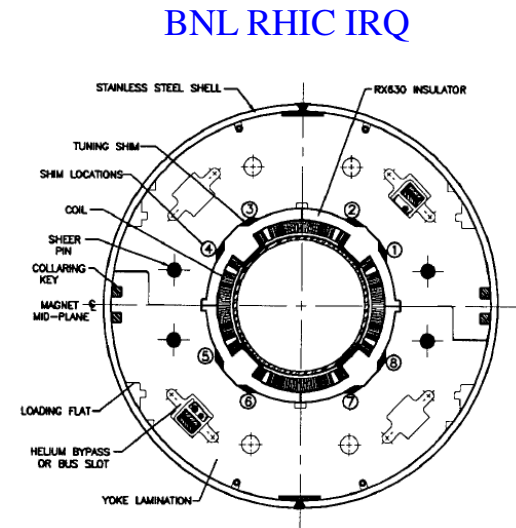 BNL RHIC IRQ
STAINLESS STEEL SHELL
RX630 INSULATOR
TUNING SHIM
SHIM LOCATIONS
COIL
SHEER
PIN
COLLARING
KEY
MAGNET ℄
MID-PLANE
LOADING FLAT
HELIUM BYPASS
OR BUS SLOT
YOKE LAMINATION
③
②
④
①
⑤
⑧
⑥
⑦